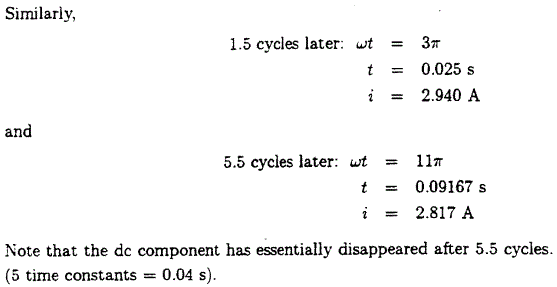 Similarly,
1.5 cycles later: ωt = 3π
t = 0.025 s
i = 2.940 A
and
5.5 cycles later: ωt = 11π
t = 0.09167 s
i = 2.817 A
Note that the dc component has essentially disappeared after 5.5 cycles.
(5 time constants = 0.04 s).